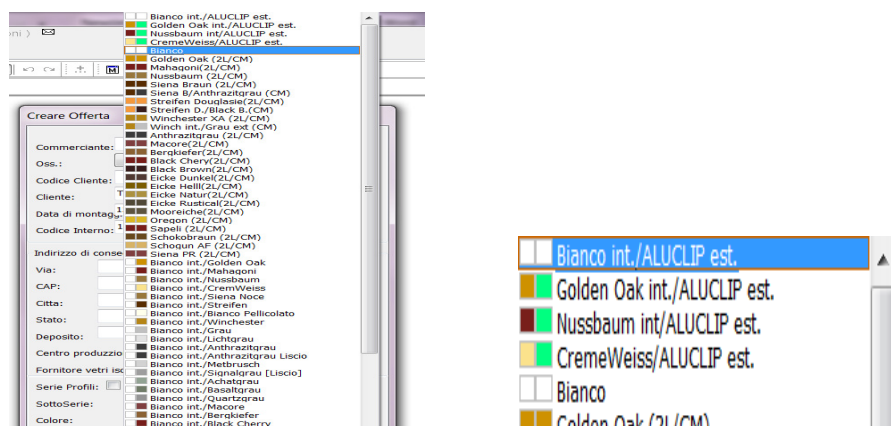 Bianco int./ALUCLIP est.
Golden Oak int./ALUCLIP est.
Nussbaum int/ALUCLIP est.
CremeWeiss/ALUCLIP est.
Bianco
Golden Oak (2L/CM)
Mahagoni(2L/CM)
Nussbaum (2L/CM)
Siena Braun (2L/CM)
Siena B/Anthrazitgrau (CM)
Streifen Douglasie(2L/CM)
Streifen D./Black B.(CM)
Winchester XA (2L/CM)
Winch int./Grau ext (CM)
Anthrazitgrau (2L/CM)
Macore(2L/CM)
Bergkiefer(2L/CM)
Black Chery(2L/CM)
Black Brown(2L/CM)
Eicke Dunkel(2L/CM)
Eicke Helll(2L/CM)
Eicke Natur(2L/CM)
Eicke Rustical(2L/CM)
Mooreiche(2L/CM)
Oregon (2L/CM)
Sapeli (2L/CM)
Schokobraun (2L/CM)
Schogun AF (2L/CM)
Siena PR (2L/CM)
Bianco int./Golden Oak
Bianco int./Mahagoni
Bianco int./Nussbaum
Bianco int./CremWeiss
Bianco int./Siena Noce
Bianco int./Streifen
Bianco int./Bianco Pellicolato
Bianco int./Winchester
Bianco int./Grau
Bianco int./Lichtgrau
Bianco int./Anthrazitgrau
Bianco int./Anthrazitgrau Liscio
Bianco int./Metbrusch
Bianco int./Signalgrau [Liscio]
Bianco int./Achatgrau
Bianco int./Basaltgrau
Bianco int./Quartzgrau
Bianco int./Macore
Bianco int./Bergkiefer
Bianco int./Black Cherry
oni )
M
Creare Offerta
Commerciante:
Oss.:
Codice Cliente:
Cliente: T
Data di montagg 1
Codice Interno: 1
Indirizzo di conse
Via:
CAP:
Citta:
Stato:
Deposito:
Centro produzzio
Fornitore vetri iso
Serie Profili:
SottoSerie:
Colore:
Bianco int./ALUCLIP est.
Golden Oak int./ALUCLIP est.
Nussbaum int/ALUCLIP est.
CremeWeiss/ALUCLIP est.
Bianco
Golden Oak (2L/CM)